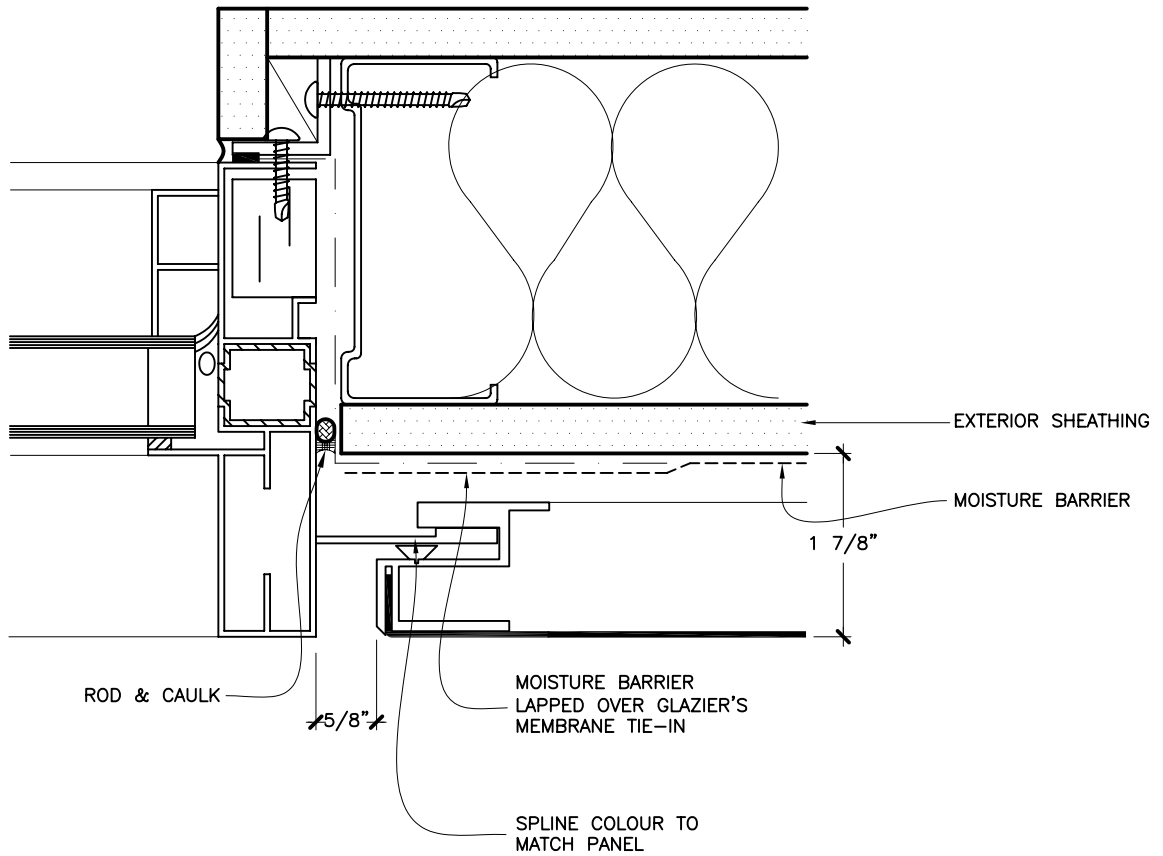 EXTERIOR SHEATHING
MOISTURE BARRIER
1 7/8”
ROD & CAULK
5/8”
MOISTURE BARRIER
LAPPED OVER GLAZIER’S
MEMBRANE TIE–IN
SPLINE COLOUR TO
MATCH PANEL